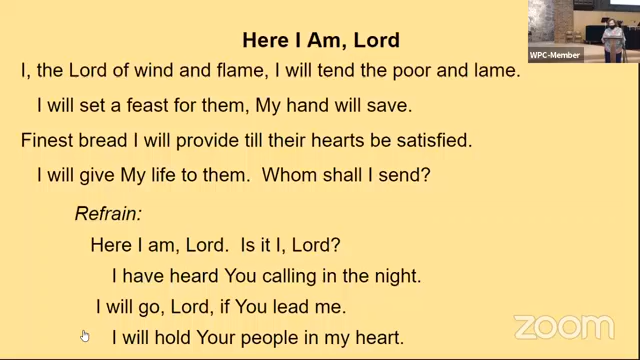 Here I Am, Lord
I, the Lord of wind and flame, I will tend the poor and lame.
I will set a feast for them, My hand will save.
Finest bread I will provide till their hearts be satisfied.
I will give My life to them.  Whom shall I send?
Refrain:
Here I am, Lord.  Is it I, Lord?
I have heard You calling in the night.
I will go, Lord, if You lead me.
I will hold Your people in my heart.
WPC-Member
zoom